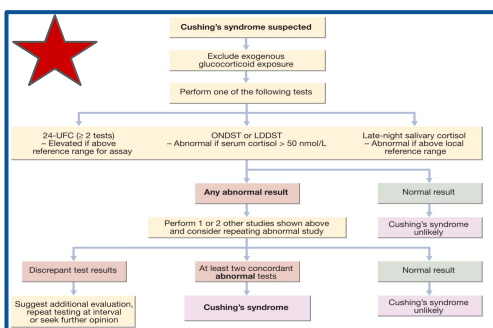 Cushing's syndrome suspected
Exclude exogenous
glucocorticoid exposure
Perform one of the following tests
24-UFC (≥ 2 tests)
– Elevated if above
reference range for assay
ONDST or LDDST
– Abnormal if serum cortisol > 50 nmol/L
Late-night salivary cortisol
– Abnormal if above local
reference range
Any abnormal result
Normal result
Perform 1 or 2 other studies shown above
and consider repeating abnormal study
Cushing's syndrome
unlikely
Discrepant test results
At least two concordant
abnormal tests
Normal result
Suggest additional evaluation,
repeat testing at interval
or seek further opinion
Cushing's syndrome
Cushing's syndrome
unlikely